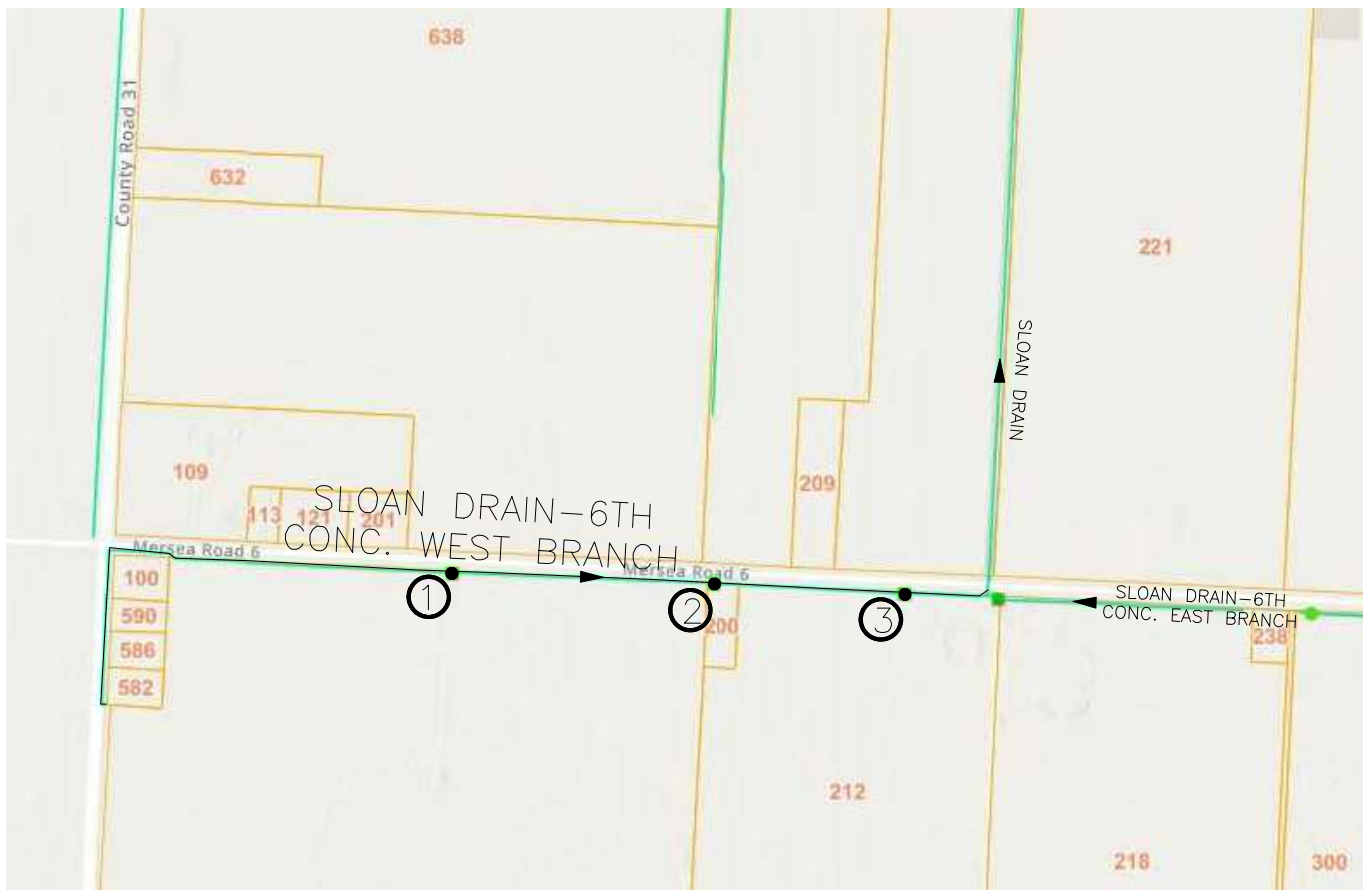 638
County Road 31
632
221
SLOAN DRAIN
109
209
113
121
201
SLOAN DRAIN-6TH
CONC. WEST BRANCH
Mersea Road 6
Mersea Road 6
100
590
586
582
1
2
3
200
SLOAN DRAIN-6TH
CONC. EAST BRANCH
238
212
218
300